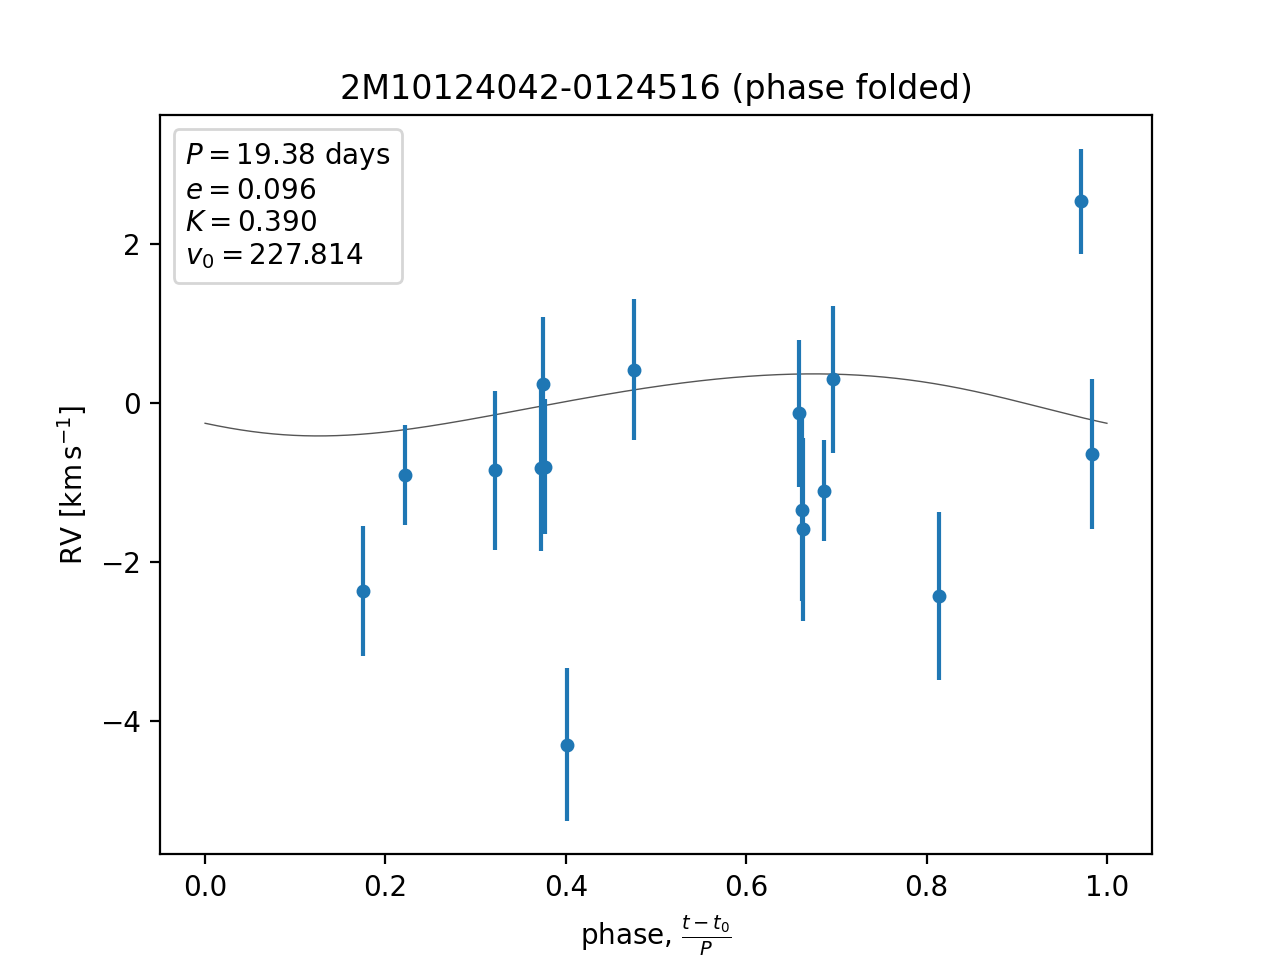 2M10124042-0124516 (phase folded)
P = 19.38 days
e = 0.096
K = 0.390
v₀ = 227.814
2
0
−2
−4
RV [km s⁻¹]
0.0 0.2 0.4 0.6 0.8 1.0
phase, (t − t₀)/P